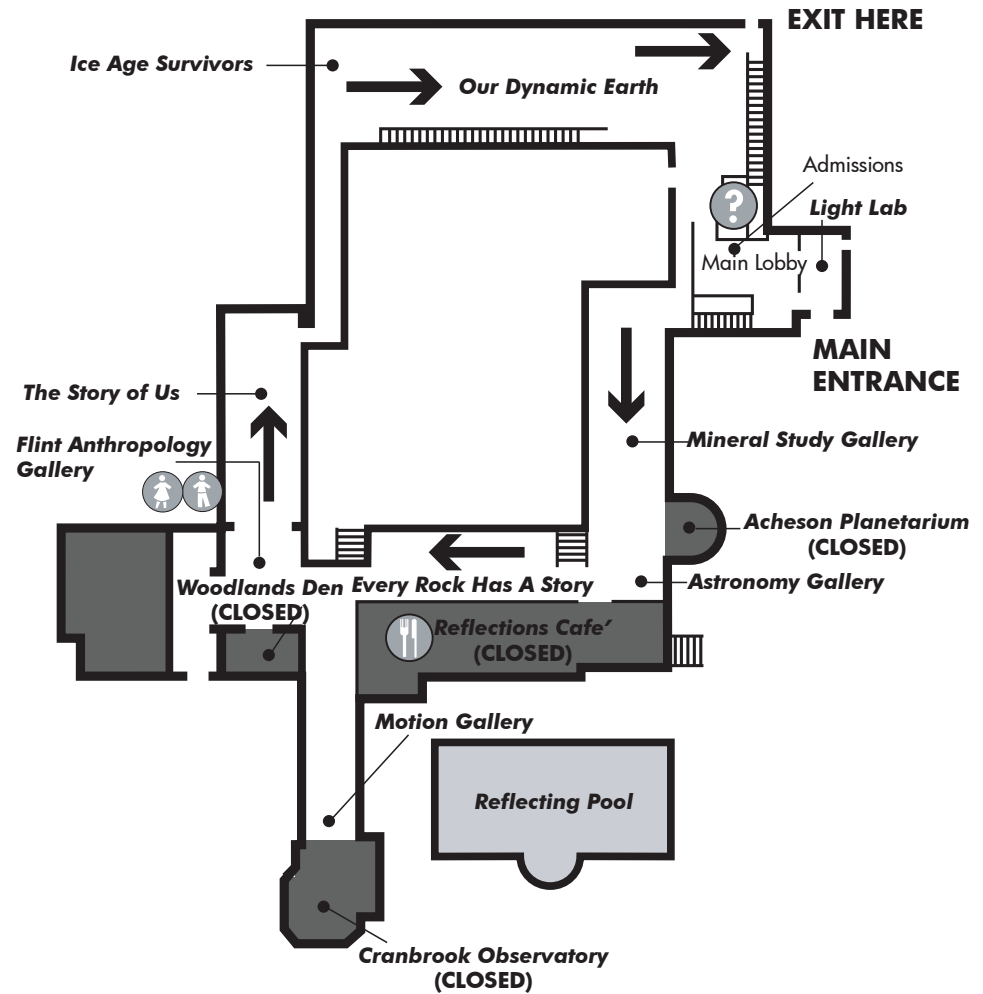 EXIT HERE
Ice Age Survivors
Our Dynamic Earth
Admissions
?
Light Lab
Main Lobby
MAIN
ENTRANCE
The Story of Us
Flint Anthropology
Gallery
Mineral Study Gallery
Acheson Planetarium
(CLOSED)
Woodlands Den
(CLOSED)
Every Rock Has A Story
Astronomy Gallery
Reflections Cafe′
(CLOSED)
Motion Gallery
Reflecting Pool
Cranbrook Observatory
(CLOSED)